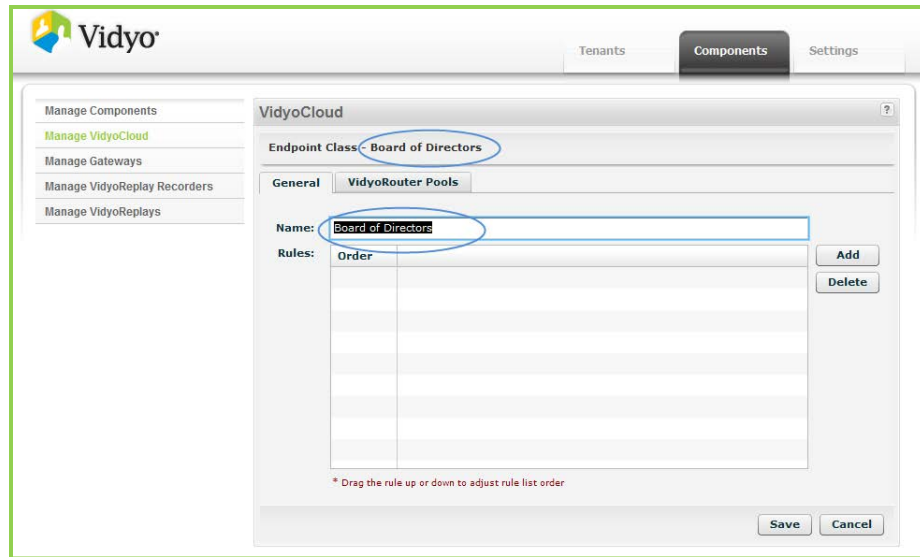 Vidyo
Tenants
Components
Settings
Manage Components
Manage VidyoCloud
Manage Gateways
Manage VidyoReplay Recorders
Manage VidyoReplays
VidyoCloud
?
Endpoint Class - Board of Directors
General
VidyoRouter Pools
Name: Board of Directors
Rules:
Order
Add
Delete
* Drag the rule up or down to adjust rule list order
Save
Cancel